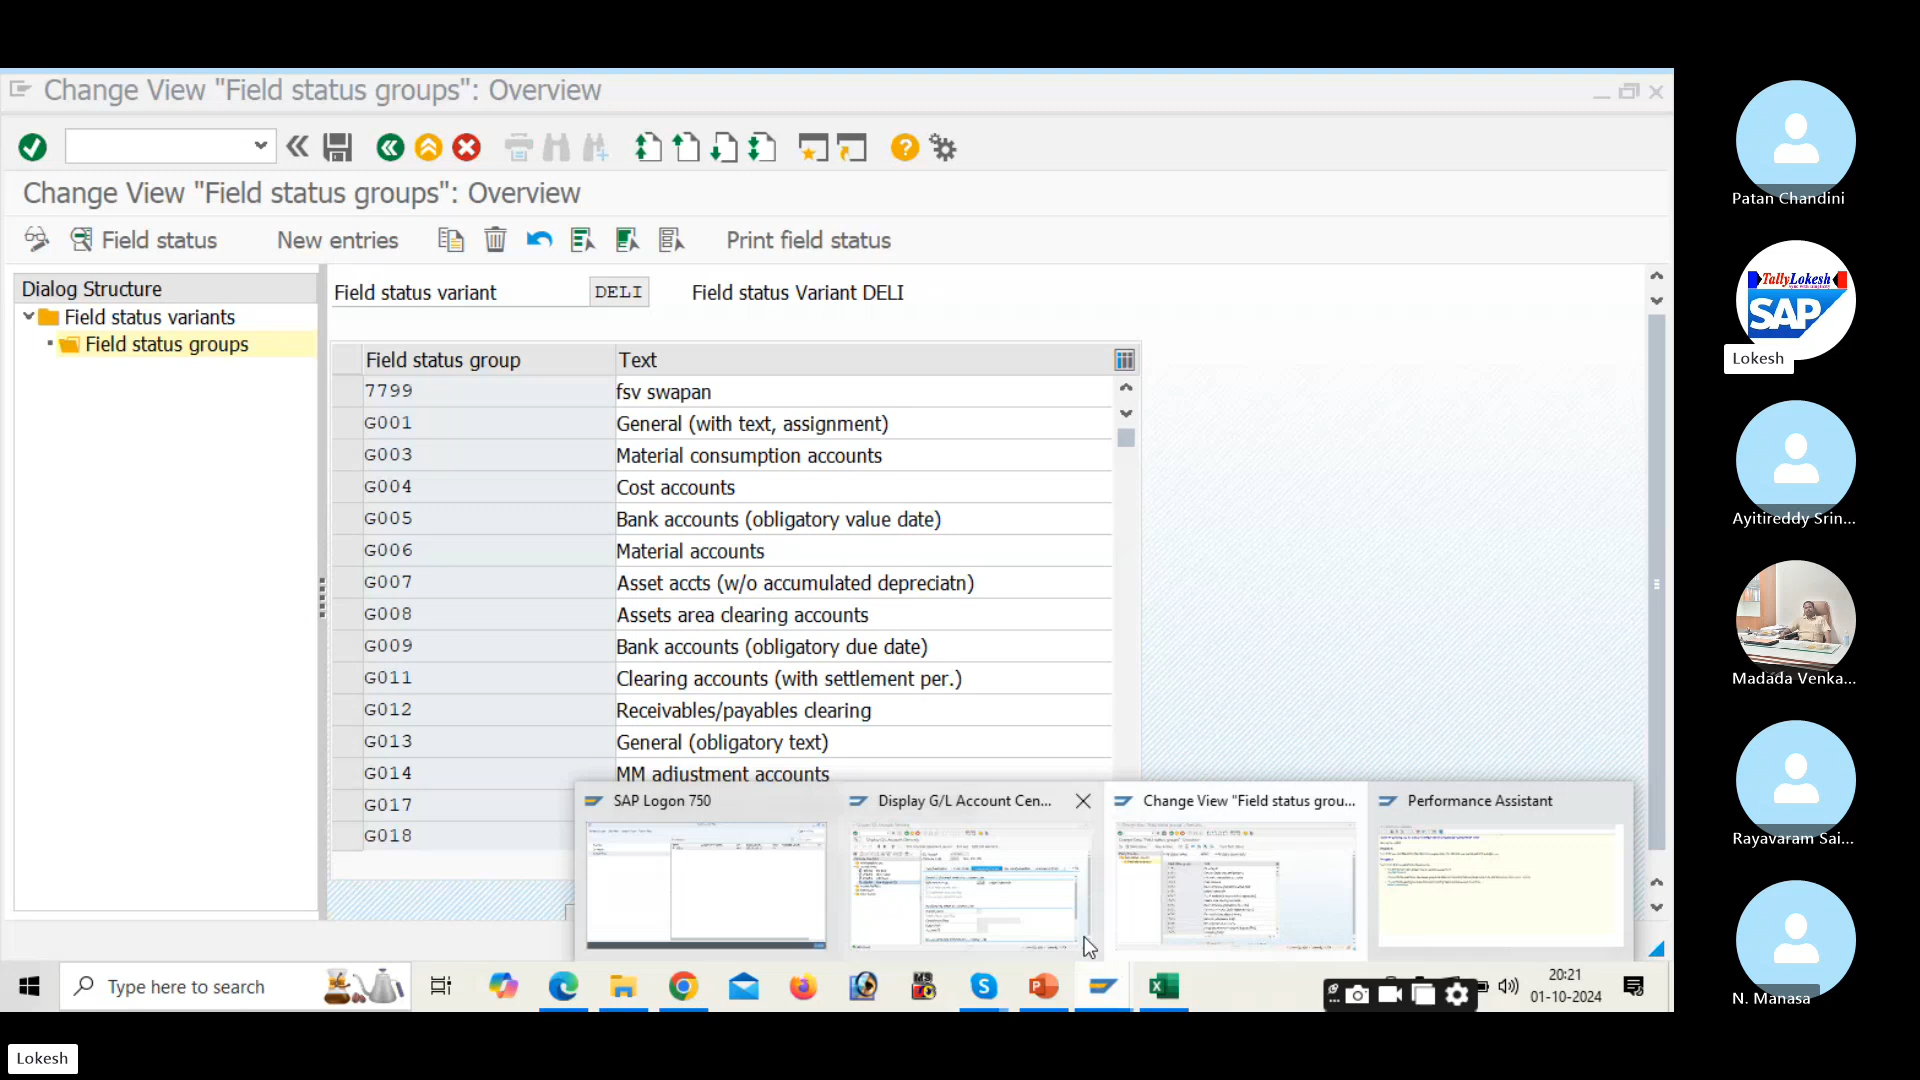 Change View "Field status groups": Overview
Change View "Field status groups": Overview
Field status
New entries
Print field status
Dialog Structure
Field status variants
Field status groups
Field status variant DELI Field status Variant DELI
Field status group Text
7799 fsv swapan
G001 General (with text, assignment)
G003 Material consumption accounts
G004 Cost accounts
G005 Bank accounts (obligatory value date)
G006 Material accounts
G007 Asset accts (w/o accumulated depreciatn)
G008 Assets area clearing accounts
G009 Bank accounts (obligatory due date)
G011 Clearing accounts (with settlement per.)
G012 Receivables/payables clearing
G013 General (obligatory text)
G014 MM adjustment accounts
G017
G018
SAP Logon 750
Display G/L Account Cen...
Change View "Field status grou...
Performance Assistant
Type here to search
20:21
01-10-2024
Patan Chandini
TallyLokesh
SAP
Lokesh
Ayitireddy Srin...
Madada Venka...
Rayavaram Sai...
N. Manasa
Lokesh